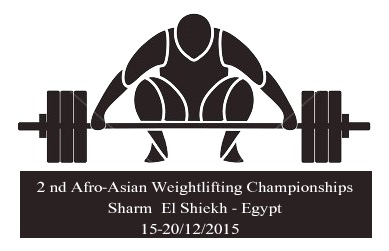 2 nd Afro-Asian Weightlifting Championships
Sharm El Shiekh - Egypt
15-20/12/2015